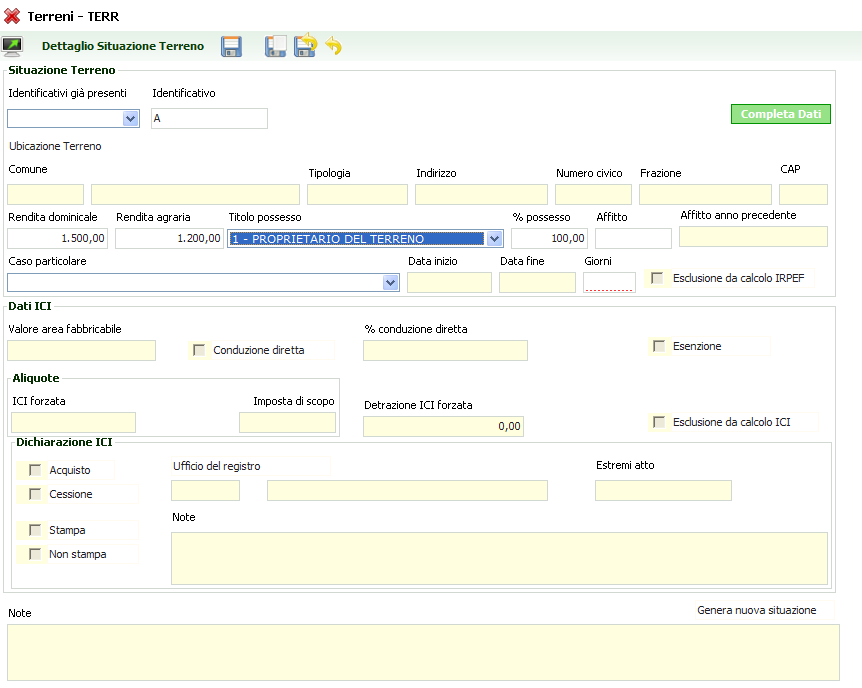 Terreni - TERR
Dettaglio Situazione Terreno
Situazione Terreno
Identificativi già presenti Identificativo
A
Completa Dati
Ubicazione Terreno
Comune Tipologia Indirizzo Numero civico Frazione CAP
Rendita dominicale Rendita agraria Titolo possesso % possesso Affitto Affitto anno precedente
1.500,00 1.200,00 1 - PROPRIETARIO DEL TERRENO 100,00
Caso particolare Data inizio Data fine Giorni
Esclusione da calcolo IRPEF
Dati ICI
Valore area fabbricabile % conduzione diretta
Conduzione diretta Esenzione
Aliquote
ICI forzata Imposta di scopo Detrazione ICI forzata
0,00 Esclusione da calcolo ICI
Dichiarazione ICI
Acquisto Ufficio del registro Estremi atto
Cessione
Note
Stampa
Non stampa
Note Genera nuova situazione